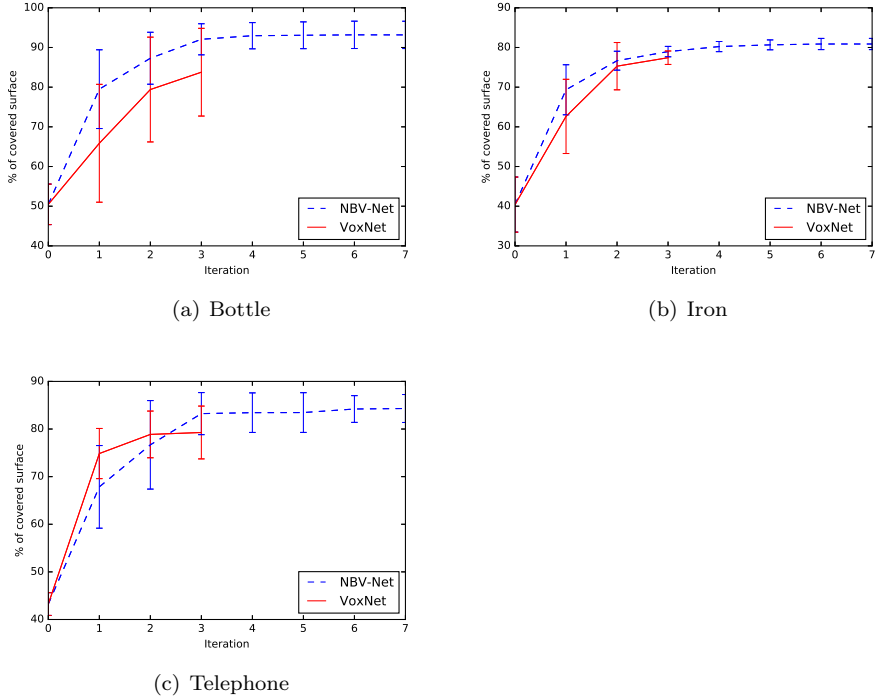 100
90
80
70
60
50
40
% of covered surface
0 1 2 3 4 5 6 7
Iteration
NBV-Net
VoxNet
(a) Bottle
90
80
70
60
50
40
30
% of covered surface
0 1 2 3 4 5 6 7
Iteration
NBV-Net
VoxNet
(b) Iron
90
80
70
60
50
40
% of covered surface
0 1 2 3 4 5 6 7
Iteration
NBV-Net
VoxNet
(c) Telephone